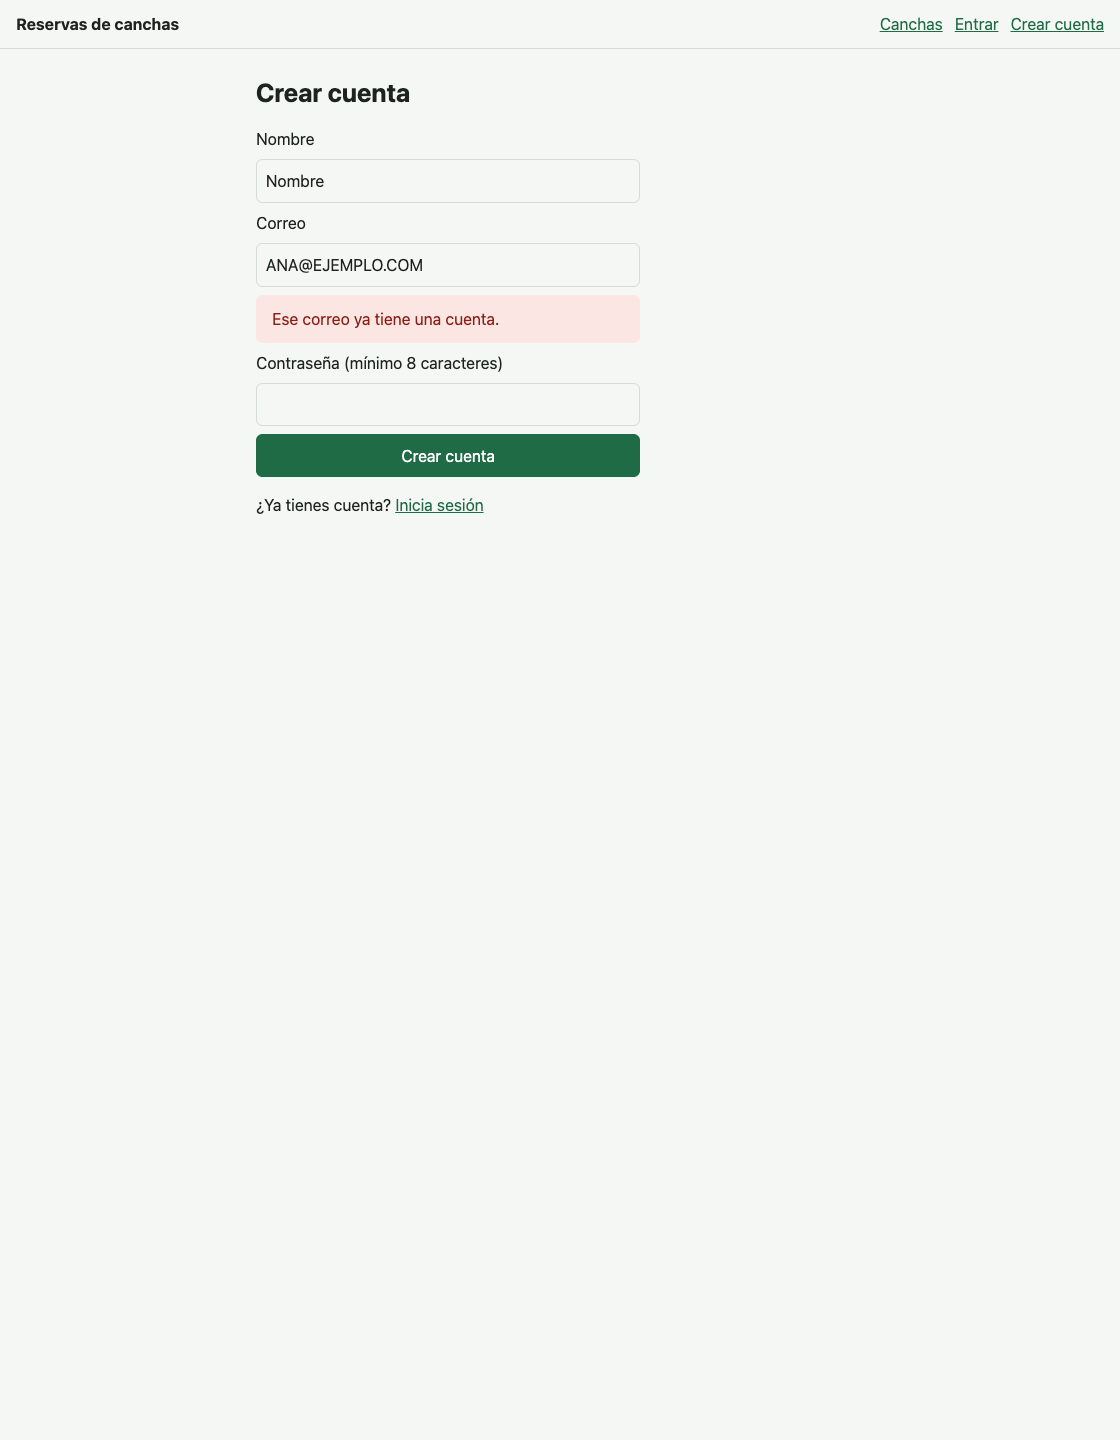 Reservas de canchas
Canchas Entrar Crear cuenta
Crear cuenta
Nombre
Nombre
Correo
ANA@EJEMPLO.COM
Ese correo ya tiene una cuenta.
Contraseña (mínimo 8 caracteres)
Crear cuenta
¿Ya tienes cuenta? Inicia sesión